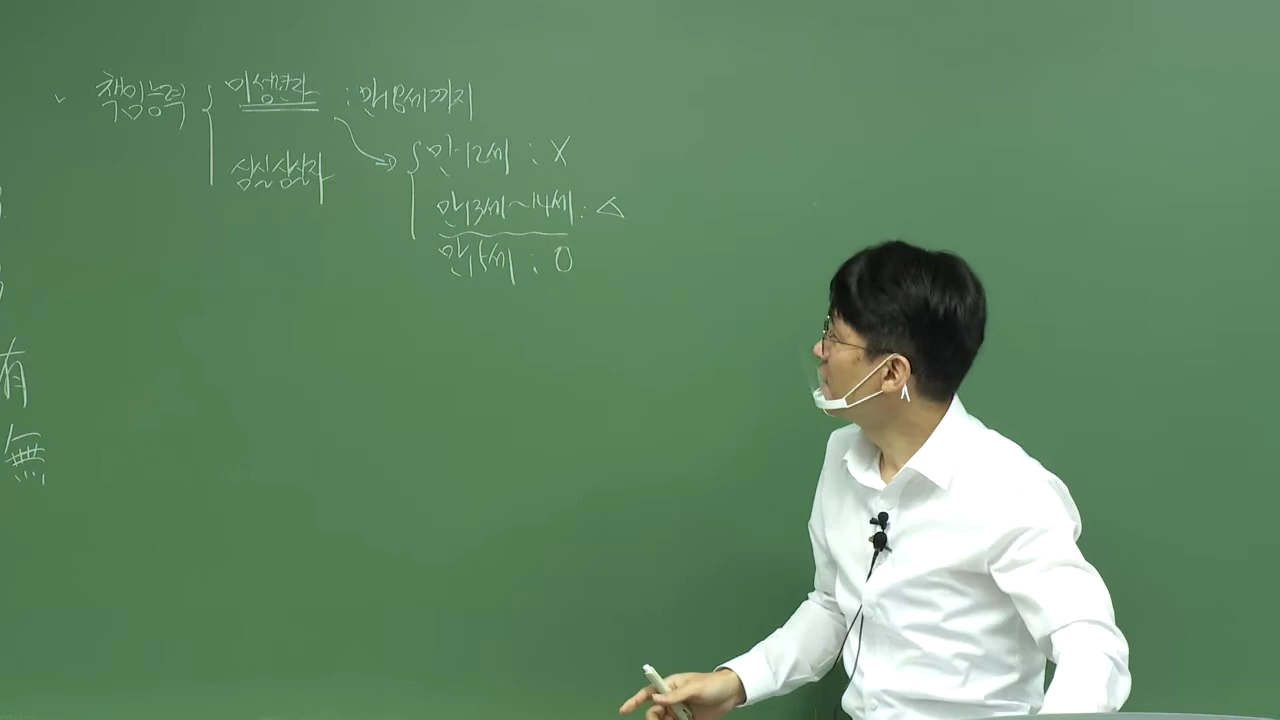 책임능력 { 미성년자 : 만18세까지
심신상실자
{ 만12세 : X
만13세~14세 : △
만15세 : O
有
無